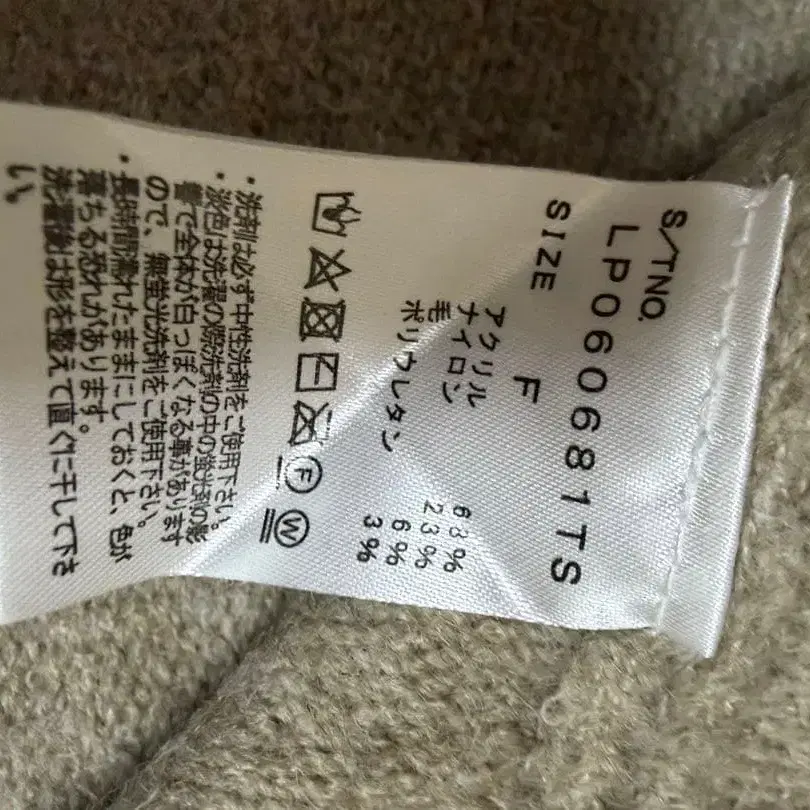 S/TNO.
LP060681TS
SIZE F
アクリル 68%
ナイロン 23%
毛 6%
ポリウレタン 3%
F W
・洗剤は必ず中性洗剤をご使用下さい。
・淡色は洗濯の際洗剤の中の蛍光剤の影
響で全体が白っぽくなる事があります
ので、無蛍光洗剤をご使用下さい。
・長時間濡れたままにしておくと、色が
落ちる恐れがあります。
洗濯後は形を整えて直ぐに干して下さ
い。